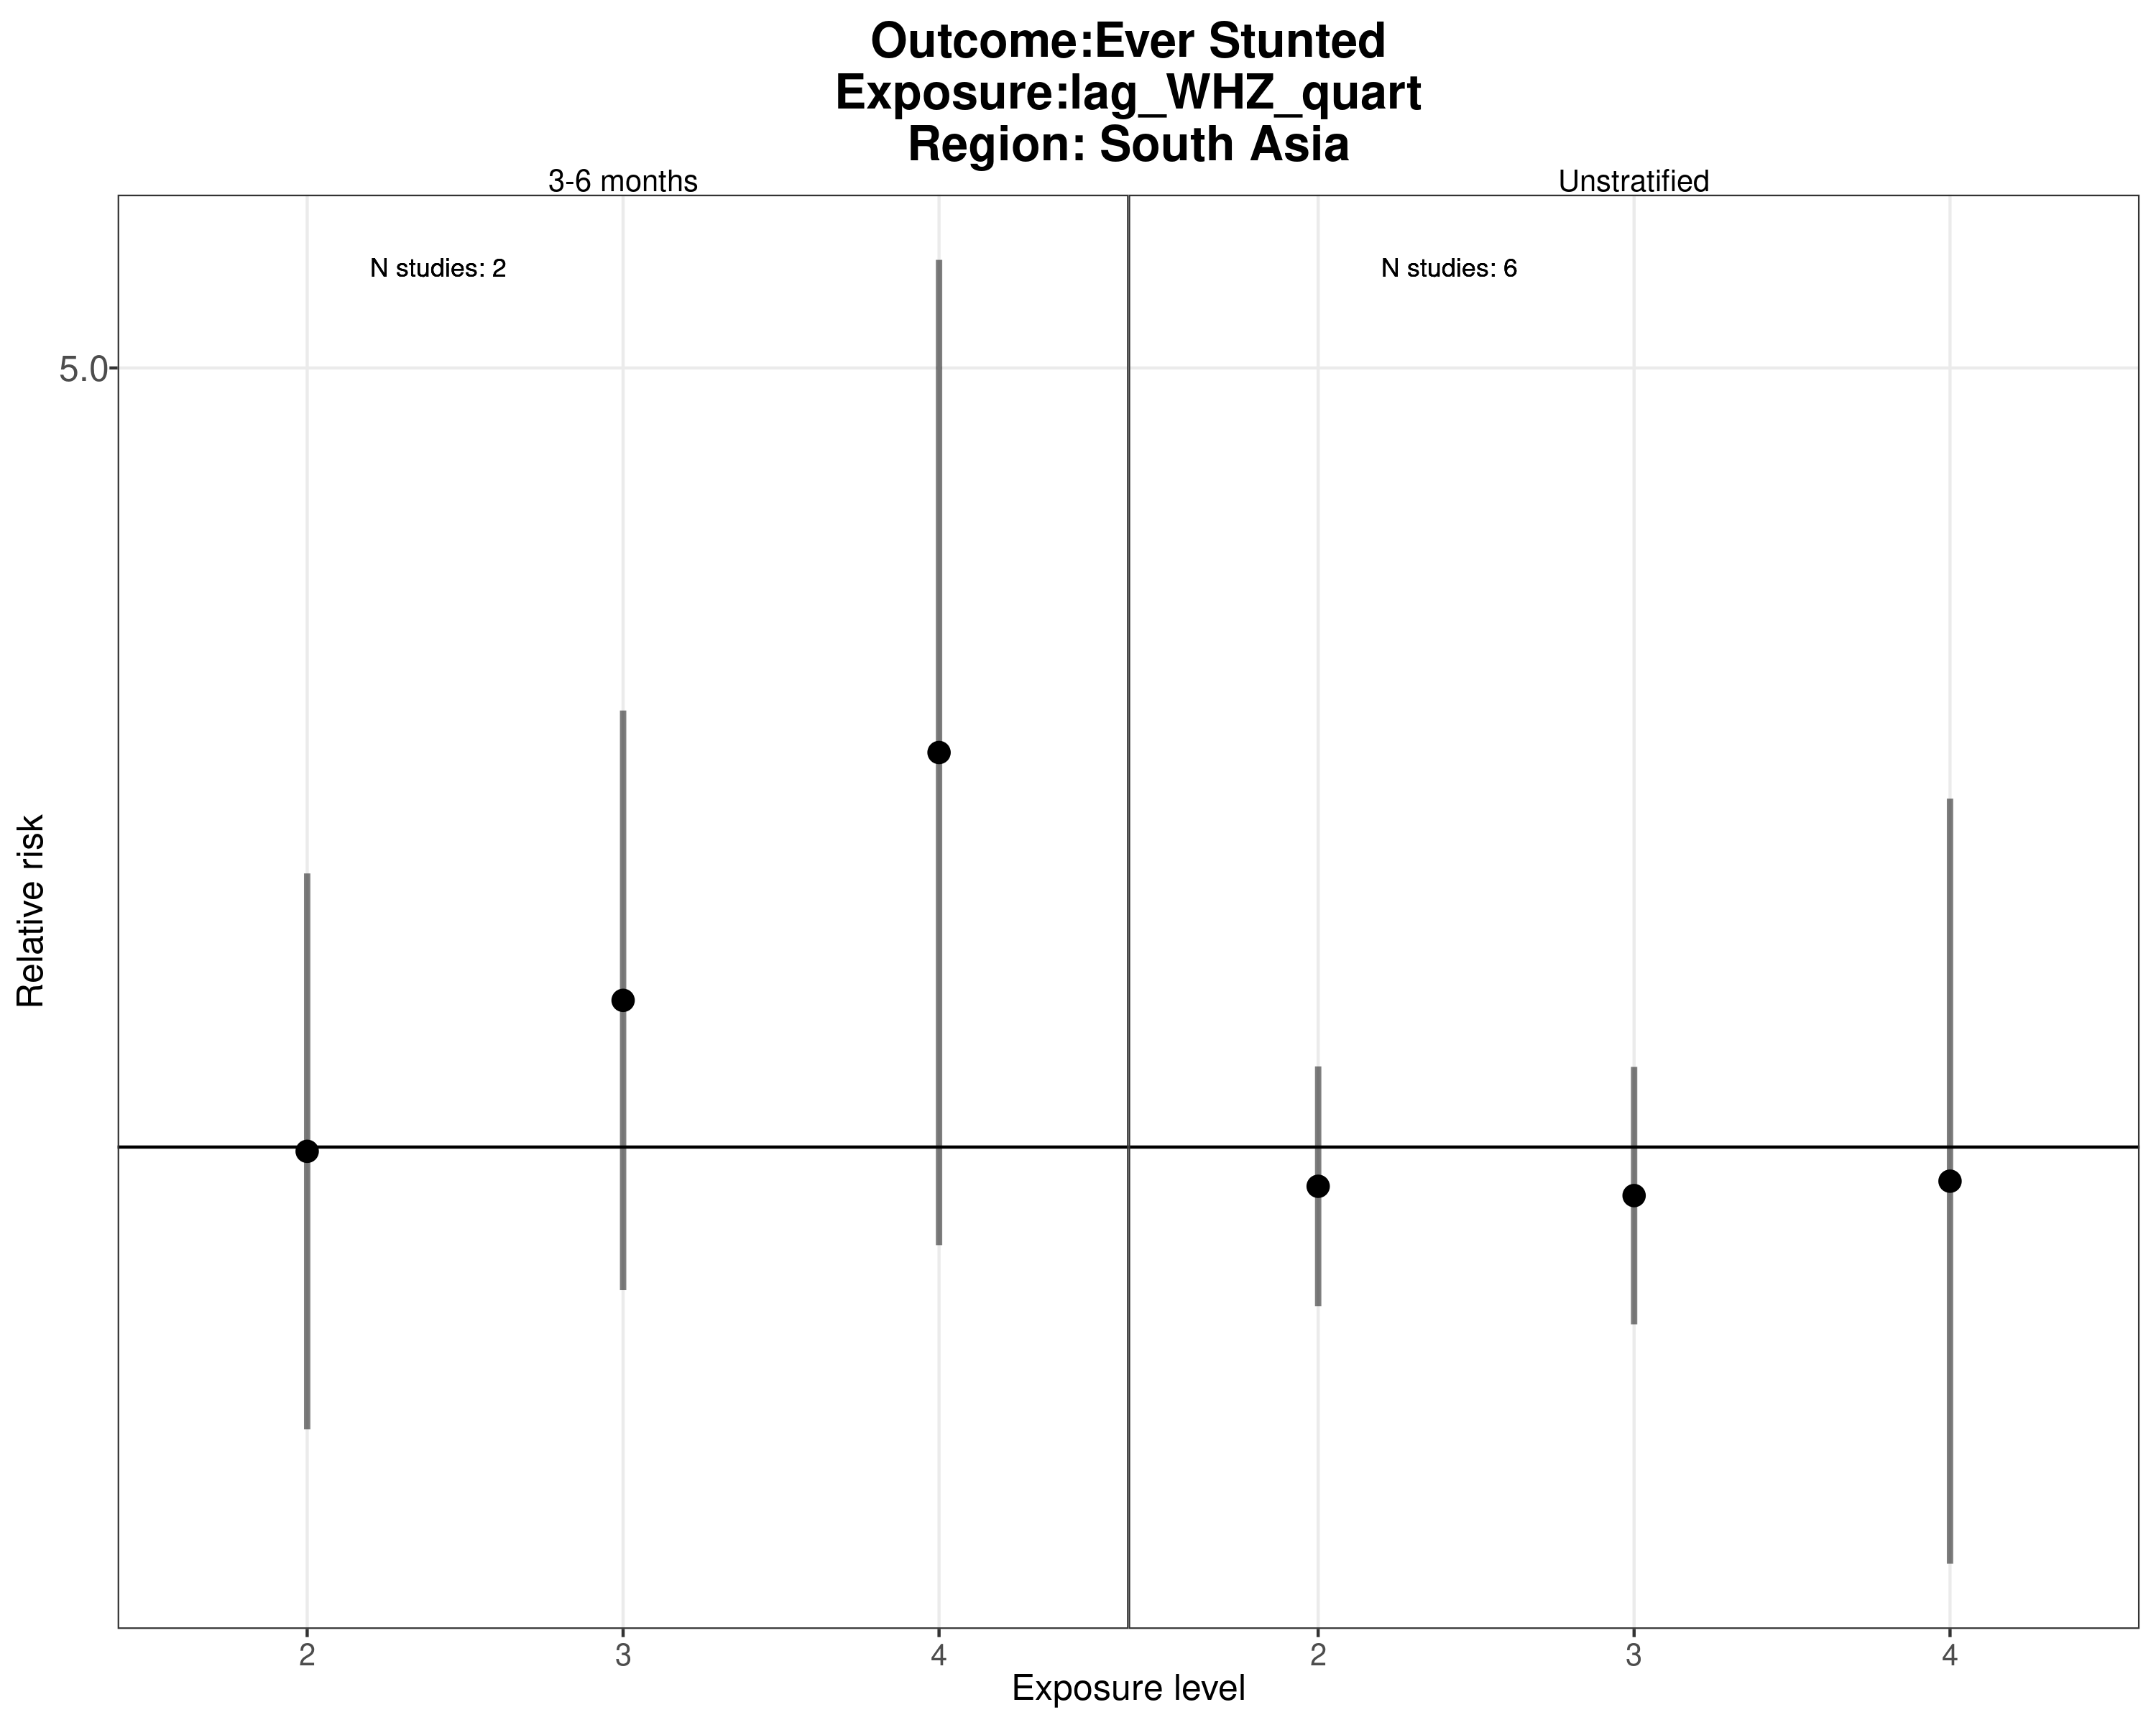 Outcome:Ever Stunted
Exposure:lag_WHZ_quart
Region: South Asia
3-6 months
Unstratified
N studies: 2
N studies: 6
5.0
Relative risk
2
3
4
2
3
4
Exposure level